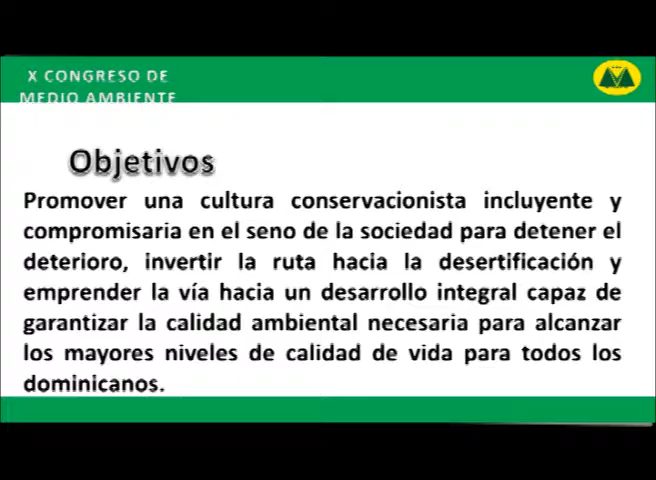 X CONGRESO DE
MEDIO AMBIENTE
Objetivos
Promover una cultura conservacionista incluyente y
compromisaria en el seno de la sociedad para detener el
deterioro, invertir la ruta hacia la desertificación y
emprender la vía hacia un desarrollo integral capaz de
garantizar la calidad ambiental necesaria para alcanzar
los mayores niveles de calidad de vida para todos los
dominicanos.